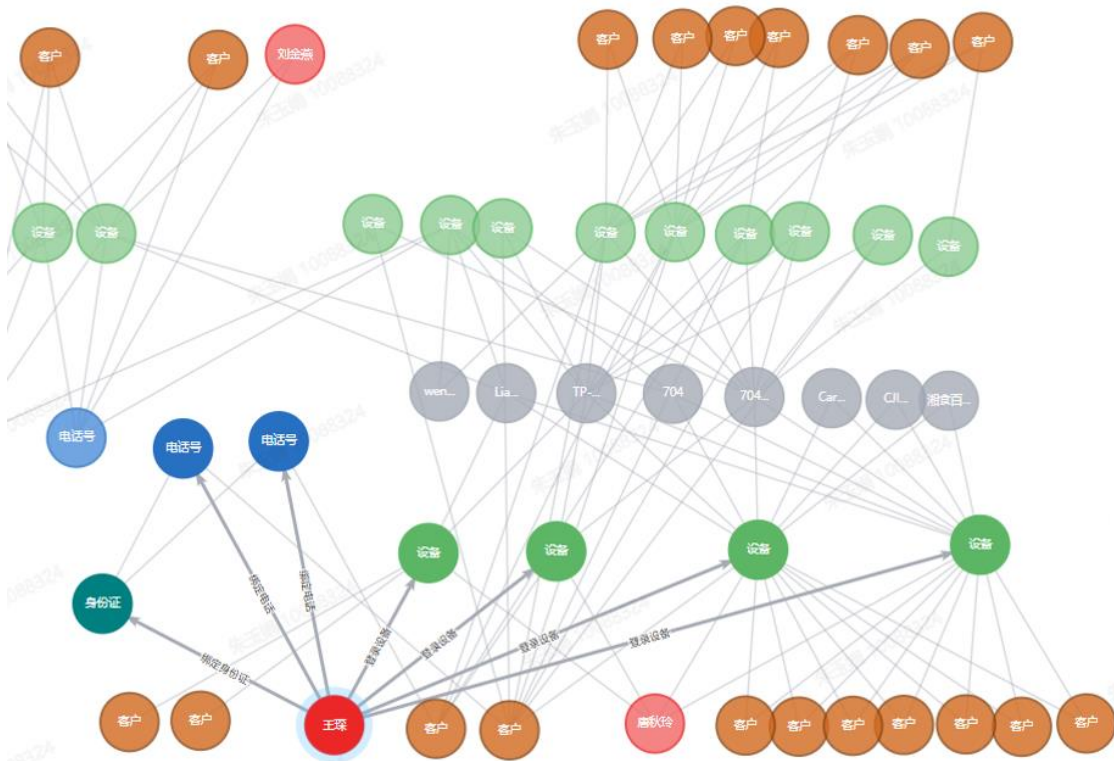 客户
客户
刘金燕
客户
客户
客户
客户
客户
客户
客户
设备
设备
设备
设备
设备
设备
设备
设备
设备
设备
设备
wen...
Lia...
TP-...
704
704...
Car...
CJI...
湘食百...
电话号
电话号
电话号
设备
设备
设备
设备
身份证
绑定电话
绑定电话
登录设备
登录设备
登录设备
登录设备
绑定身份证
客户
客户
王琛
客户
客户
唐秋玲
客户
客户
客户
客户
客户
客户
客户